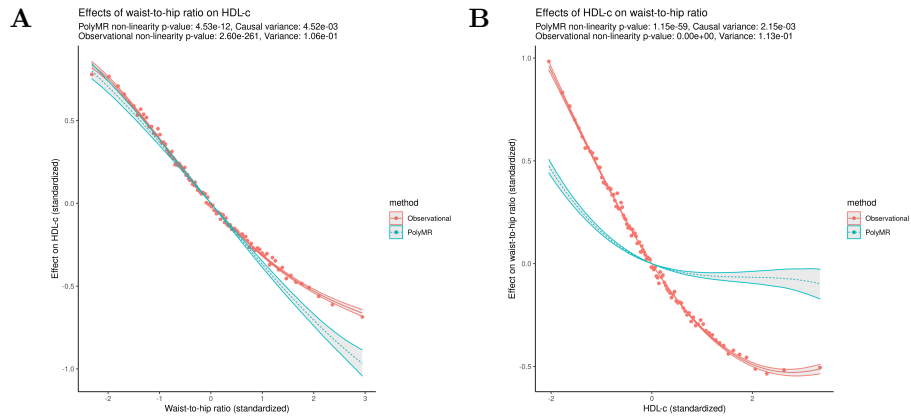 A
Effects of waist-to-hip ratio on HDL-c
PolyMR non-linearity p-value: 4.53e-12, Causal variance: 4.52e-03
Observational non-linearity p-value: 2.60e-261, Variance: 1.06e-01
Effect on HDL-c (standardized)
0.5
0.0
-0.5
-1.0
-2
-1
0
1
2
3
Waist-to-hip ratio (standardized)
method
Observational
PolyMR
B
Effects of HDL-c on waist-to-hip ratio
PolyMR non-linearity p-value: 1.15e-59, Causal variance: 2.15e-03
Observational non-linearity p-value: 0.00e+00, Variance: 1.13e-01
Effect on waist-to-hip ratio (standardized)
1.0
0.5
0.0
-0.5
-2
0
2
HDL-c (standardized)
method
Observational
PolyMR